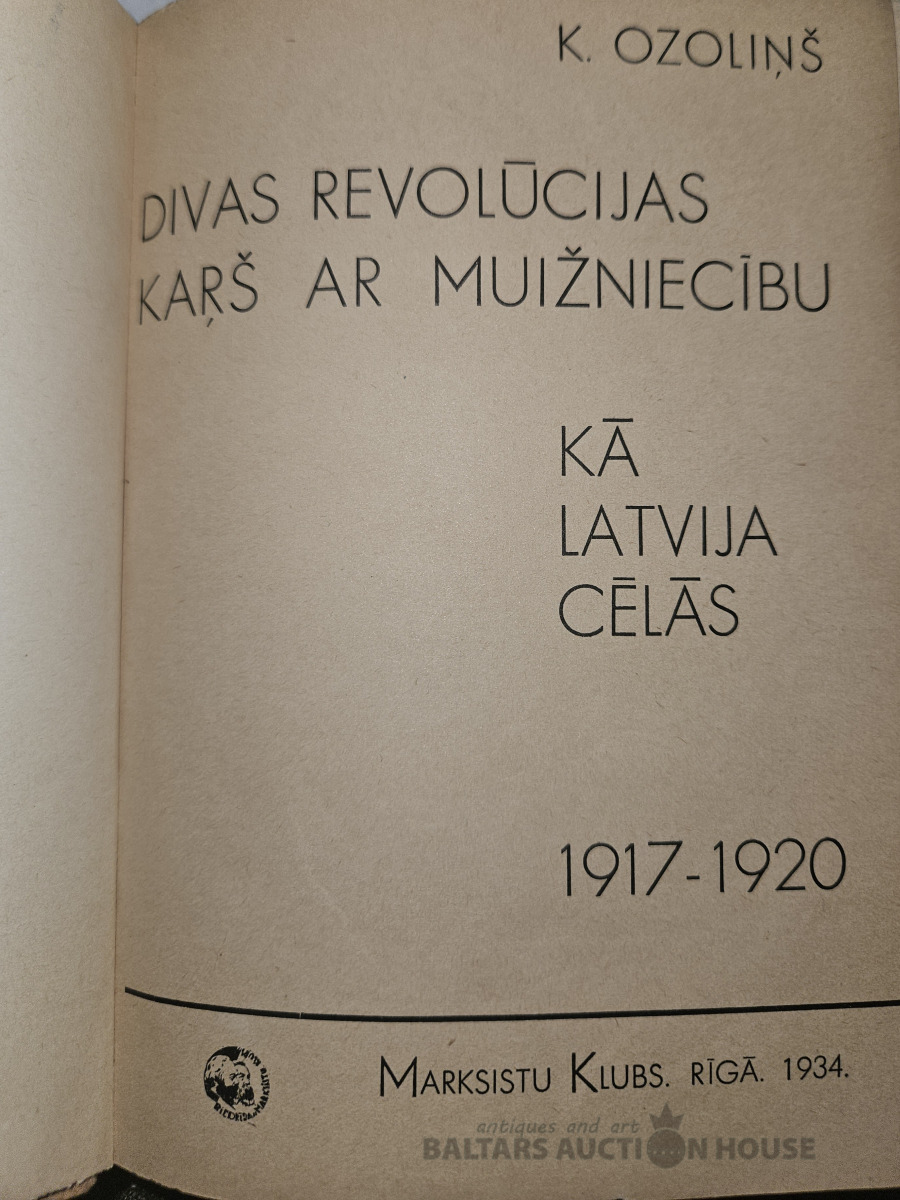 K. OZOLIŅŠ
DIVAS REVOLŪCIJAS
KAŖŠ AR MUIŽNIECĪBU
KĀ
LATVIJA
CĒLĀS
1917-1920
MARKSISTU KLUBS. RĪGĀ. 1934.
antiques and art
BALTARS AUCTION HOUSE